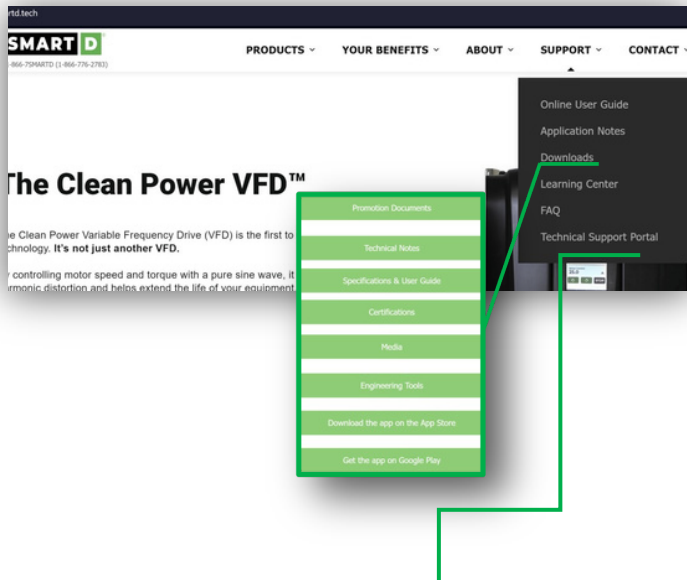 rtd.tech
SMART D
-866-7SMARTD (1-866-776-2783)
PRODUCTS
YOUR BENEFITS
ABOUT
SUPPORT
CONTACT
Online User Guide
Application Notes
Downloads
Learning Center
FAQ
Technical Support Portal
The Clean Power VFD™
Clean Power Variable Frequency Drive (VFD) is the first to
chnology. It's not just another VFD.
controlling motor speed and torque with a pure sine wave, it
rmonic distortion and helps extend the life of your equipment
Promotion Documents
Technical Notes
Specifications & User Guide
Certifications
Media
Engineering Tools
Download the app on the App Store
Get the app on Google Play